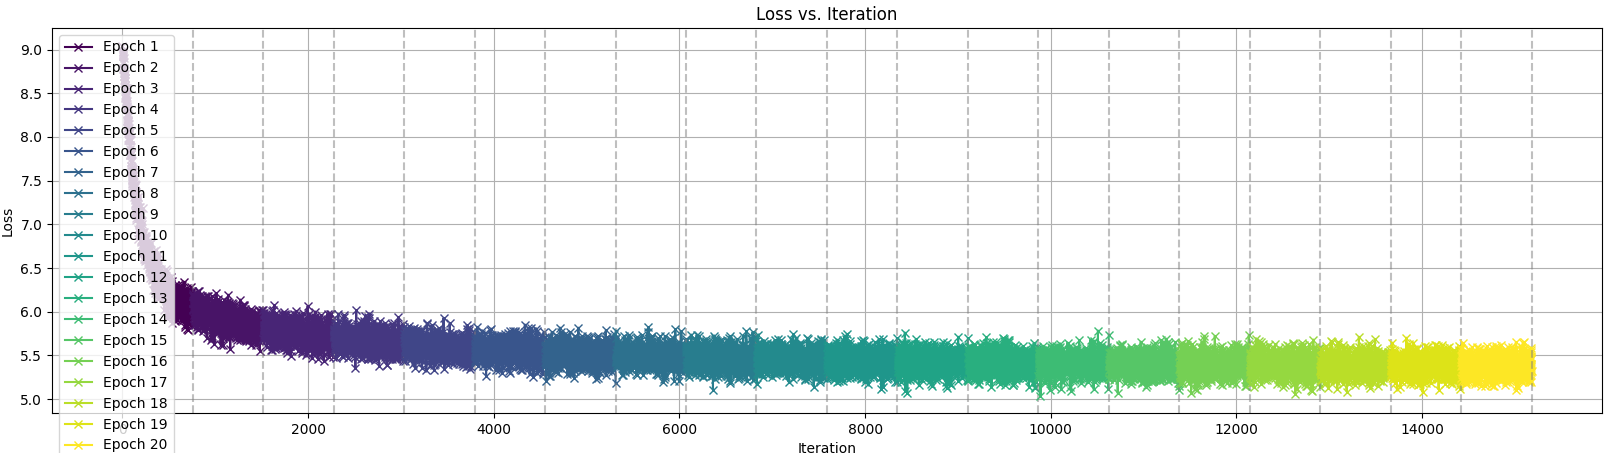 Loss vs. Iteration
9.0
8.5
8.0
7.5
7.0
6.5
6.0
5.5
5.0
Loss
Epoch 1
Epoch 2
Epoch 3
Epoch 4
Epoch 5
Epoch 6
Epoch 7
Epoch 8
Epoch 9
Epoch 10
Epoch 11
Epoch 12
Epoch 13
Epoch 14
Epoch 15
Epoch 16
Epoch 17
Epoch 18
Epoch 19
Epoch 20
0 2000 4000 6000 8000 10000 12000 14000
Iteration